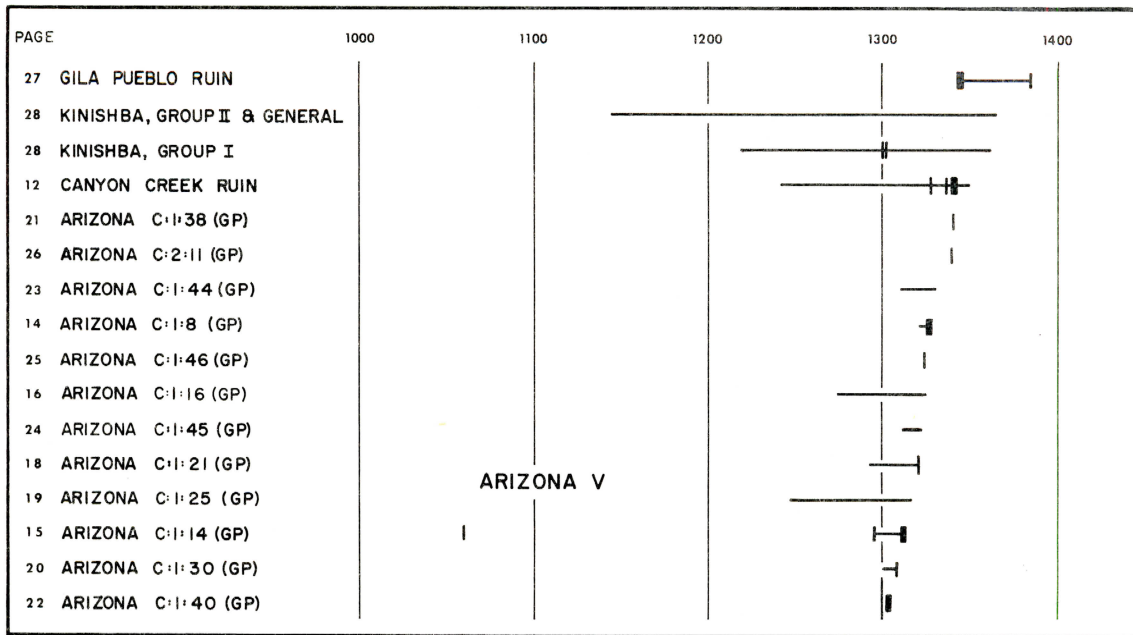 PAGE 1000 1100 1200 1300 1400
27 GILA PUEBLO RUIN
28 KINISHBA, GROUP II & GENERAL
28 KINISHBA, GROUP I
12 CANYON CREEK RUIN
21 ARIZONA C:1:38 (GP)
26 ARIZONA C:2:11 (GP)
23 ARIZONA C:1:44 (GP)
14 ARIZONA C:1:8 (GP)
25 ARIZONA C:1:46 (GP)
16 ARIZONA C:1:16 (GP)
24 ARIZONA C:1:45 (GP)
18 ARIZONA C:1:21 (GP)
ARIZONA V
19 ARIZONA C:1:25 (GP)
15 ARIZONA C:1:14 (GP)
20 ARIZONA C:1:30 (GP)
22 ARIZONA C:1:40 (GP)